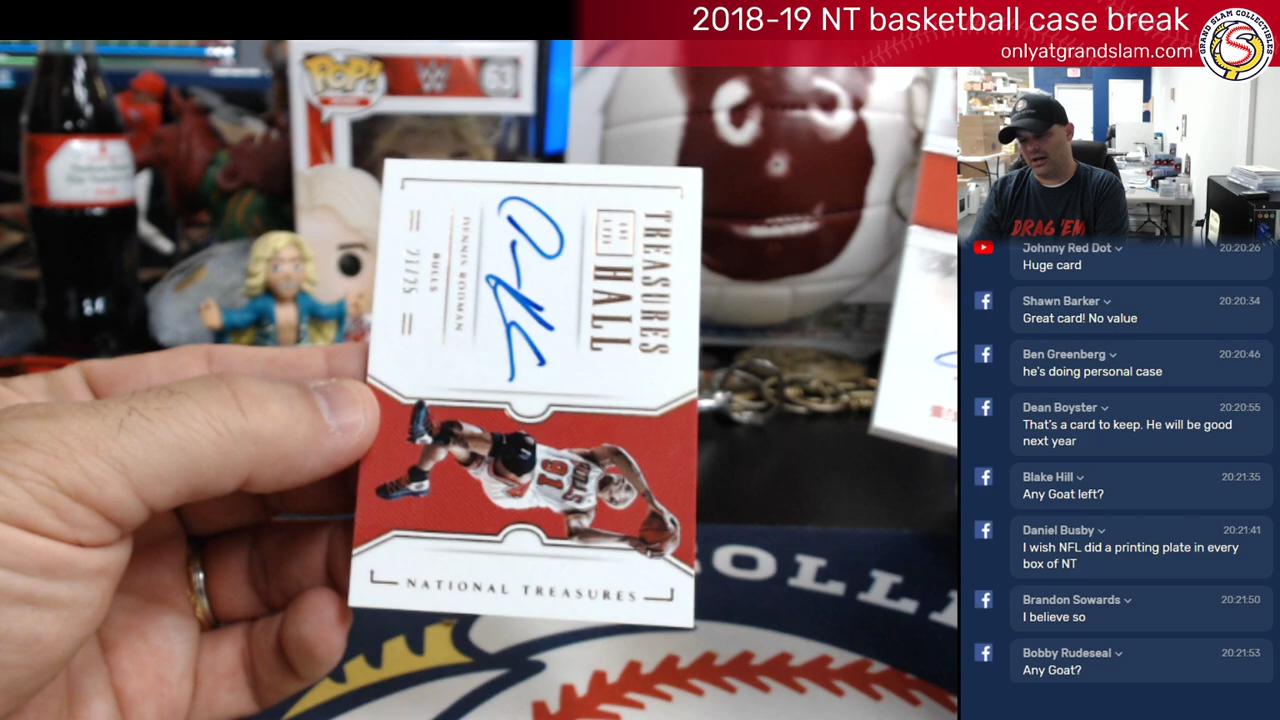 2018-19 NT basketball case break
onlyatgrandslam.com
GRAND SLAM COLLECTIBLES
POP!
W
63
TREASURES
HALL
DENNIS RODMAN
BULLS
21/25
BULLS
NATIONAL TREASURES
COLLE
DRAG 'EM
Johnny Red Dot
20:20:26
Huge card
Shawn Barker
20:20:34
Great card! No value
Ben Greenberg
20:20:46
he's doing personal case
Dean Boyster
20:20:55
That's a card to keep. He will be good
next year
Blake Hill
20:21:35
Any Goat left?
Daniel Busby
20:21:41
I wish NFL did a printing plate in every
box of NT
Brandon Sowards
20:21:50
I believe so
Bobby Rudeseal
20:21:53
Any Goat?